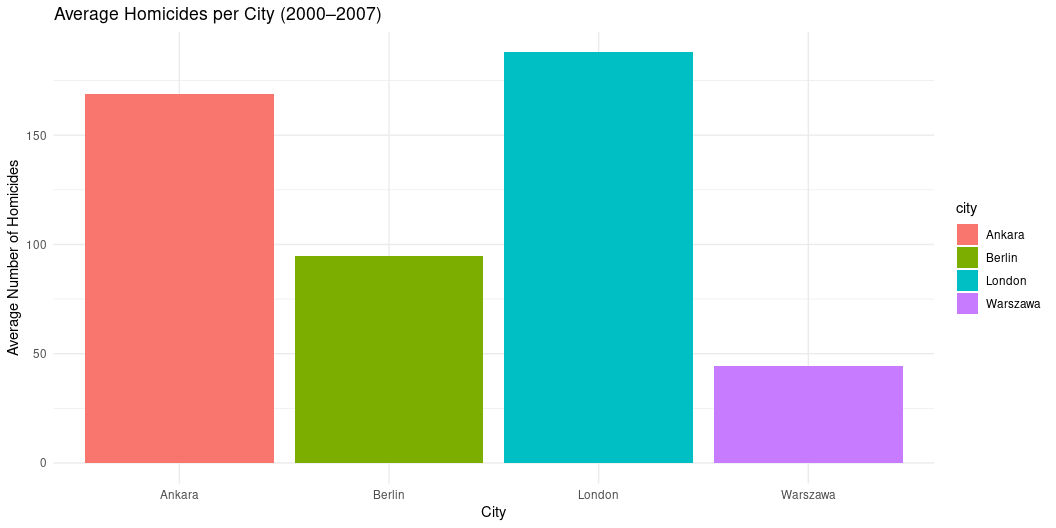 Average Homicides per City (2000–2007)
Average Number of Homicides
150
100
50
0
Ankara
Berlin
London
Warszawa
City
city
Ankara
Berlin
London
Warszawa